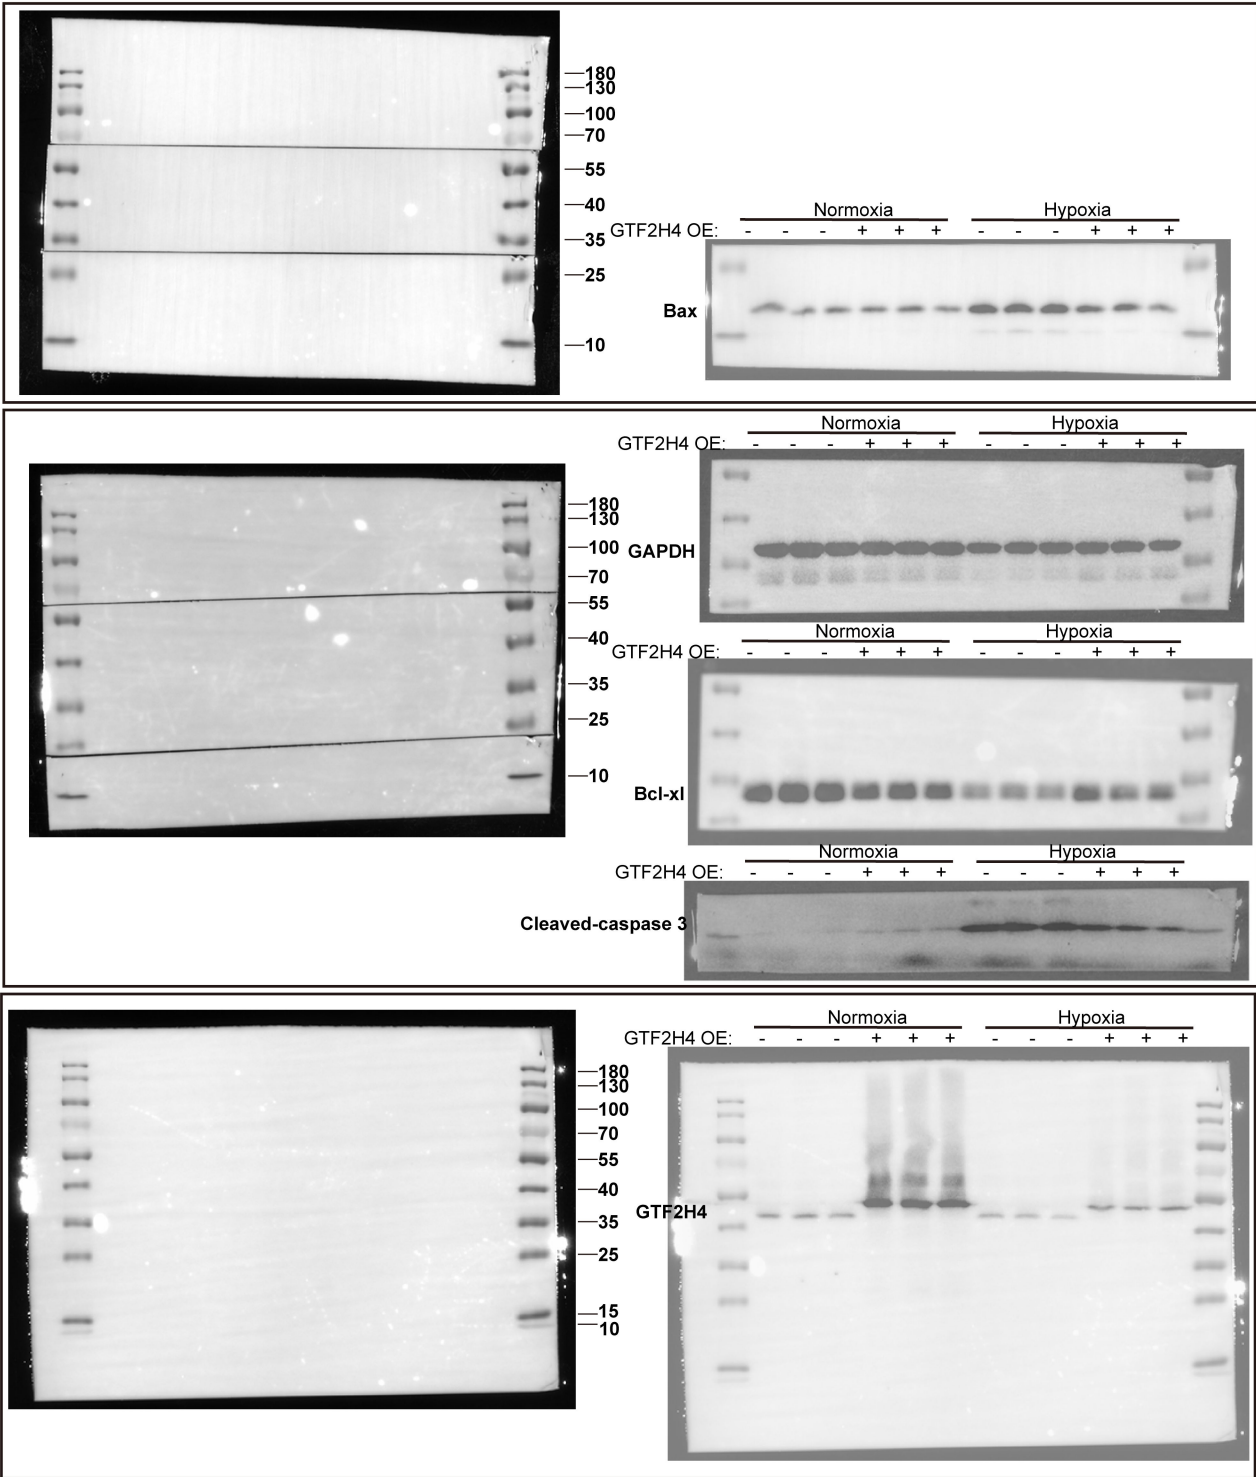 180
130
100
70
55
40
35
25
10
Normoxia Hypoxia
GTF2H4 OE: - - - + + + - - - + + +
Bax
180
130
100
70
55
40
35
25
10
Normoxia Hypoxia
GTF2H4 OE: - - - + + + - - - + + +
GAPDH
Normoxia Hypoxia
GTF2H4 OE: - - - + + + - - - + + +
Bcl-xl
Normoxia Hypoxia
GTF2H4 OE: - - - + + + - - - + + +
Cleaved-caspase 3
180
130
100
70
55
40
35
25
15
10
Normoxia Hypoxia
GTF2H4 OE: - - - + + + - - - + + +
GTF2H4